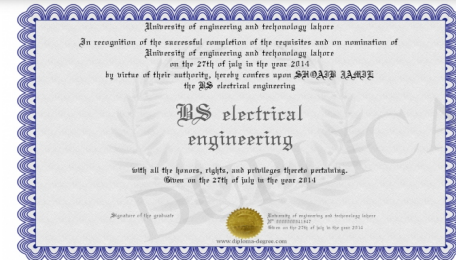 University of engineering and techonology lahore
In recognition of the successful completion of the requisites and on nomination of
University of engineering and techonology lahore
on the 27th of july in the year 2014
by virtue of their authority, hereby confers upon SHOAIB JAMIL
the BS electrical engineering
BS electrical
engineering
with all the honors, rights, and privileges thereto pertaining.
Given on the 27th of july in the year 2014
Signature of the graduate
University of engineering and techonology lahore
Given on the 27th of july in the year 2014
www.diploma-degree.com